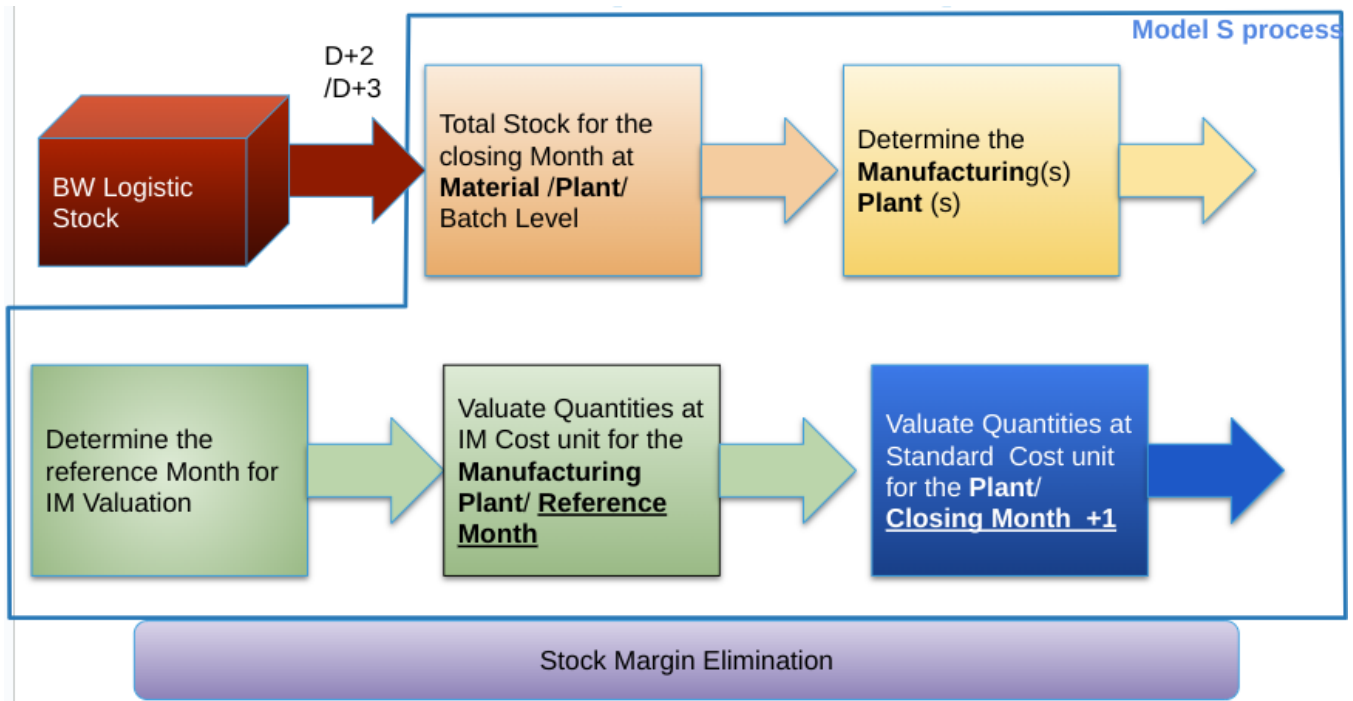 Model S process
D+2
/D+3
BW Logistic
Stock
Total Stock for the
closing Month at
Material /Plant/
Batch Level
Determine the
Manufacturing(s)
Plant (s)
Determine the
reference Month for
IM Valuation
Valuate Quantities at
IM Cost unit for the
Manufacturing
Plant/ Reference
Month
Valuate Quantities at
Standard  Cost unit
for the Plant/
Closing Month  +1
Stock Margin Elimination